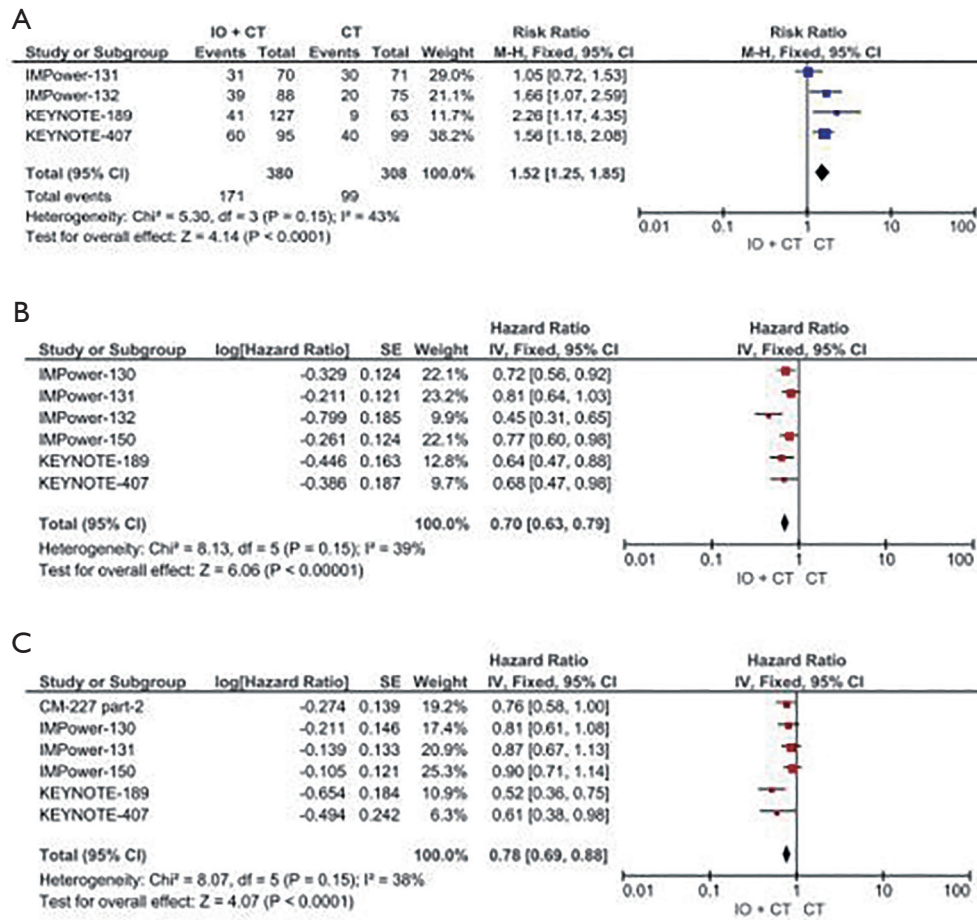 A
IO + CT CT Risk Ratio Risk Ratio
Study or Subgroup Events Total Events Total Weight M-H, Fixed, 95% CI M-H, Fixed, 95% CI
IMPower-131 31 70 30 71 29.0% 1.05 [0.72, 1.53]
IMPower-132 39 88 20 75 21.1% 1.66 [1.07, 2.59]
KEYNOTE-189 41 127 9 63 11.7% 2.26 [1.17, 4.35]
KEYNOTE-407 60 95 40 99 38.2% 1.56 [1.18, 2.08]
Total (95% CI) 380 308 100.0% 1.52 [1.25, 1.85]
Total events 171 99
Heterogeneity: Chi² = 5.30, df = 3 (P = 0.15); I² = 43%
Test for overall effect: Z = 4.14 (P < 0.0001)
0.01 0.1 1 10 100
IO + CT CT
B
Hazard Ratio Hazard Ratio
Study or Subgroup log[Hazard Ratio] SE Weight IV, Fixed, 95% CI IV, Fixed, 95% CI
IMPower-130 -0.329 0.124 22.1% 0.72 [0.56, 0.92]
IMPower-131 -0.211 0.121 23.2% 0.81 [0.64, 1.03]
IMPower-132 -0.799 0.185 9.9% 0.45 [0.31, 0.65]
IMPower-150 -0.261 0.124 22.1% 0.77 [0.60, 0.98]
KEYNOTE-189 -0.446 0.163 12.8% 0.64 [0.47, 0.88]
KEYNOTE-407 -0.386 0.187 9.7% 0.68 [0.47, 0.98]
Total (95% CI) 100.0% 0.70 [0.63, 0.79]
Heterogeneity: Chi² = 8.13, df = 5 (P = 0.15); I² = 39%
Test for overall effect: Z = 6.06 (P < 0.00001)
0.01 0.1 1 10 100
IO + CT CT
C
Hazard Ratio Hazard Ratio
Study or Subgroup log[Hazard Ratio] SE Weight IV, Fixed, 95% CI IV, Fixed, 95% CI
CM-227 part-2 -0.274 0.139 19.2% 0.76 [0.58, 1.00]
IMPower-130 -0.211 0.146 17.4% 0.81 [0.61, 1.08]
IMPower-131 -0.139 0.133 20.9% 0.87 [0.67, 1.13]
IMPower-150 -0.105 0.121 25.3% 0.90 [0.71, 1.14]
KEYNOTE-189 -0.654 0.184 10.9% 0.52 [0.36, 0.75]
KEYNOTE-407 -0.494 0.242 6.3% 0.61 [0.38, 0.98]
Total (95% CI) 100.0% 0.78 [0.69, 0.88]
Heterogeneity: Chi² = 8.07, df = 5 (P = 0.15); I² = 38%
Test for overall effect: Z = 4.07 (P < 0.0001)
0.01 0.1 1 10 100
IO + CT CT